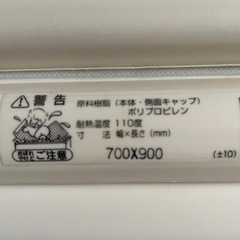 ⚠警告
原料樹脂（本体・側面キャップ）
ポリプロピレン
耐熱温度 110度
寸 法 幅×長さ(mm)
ご注意
700X900
(±10)